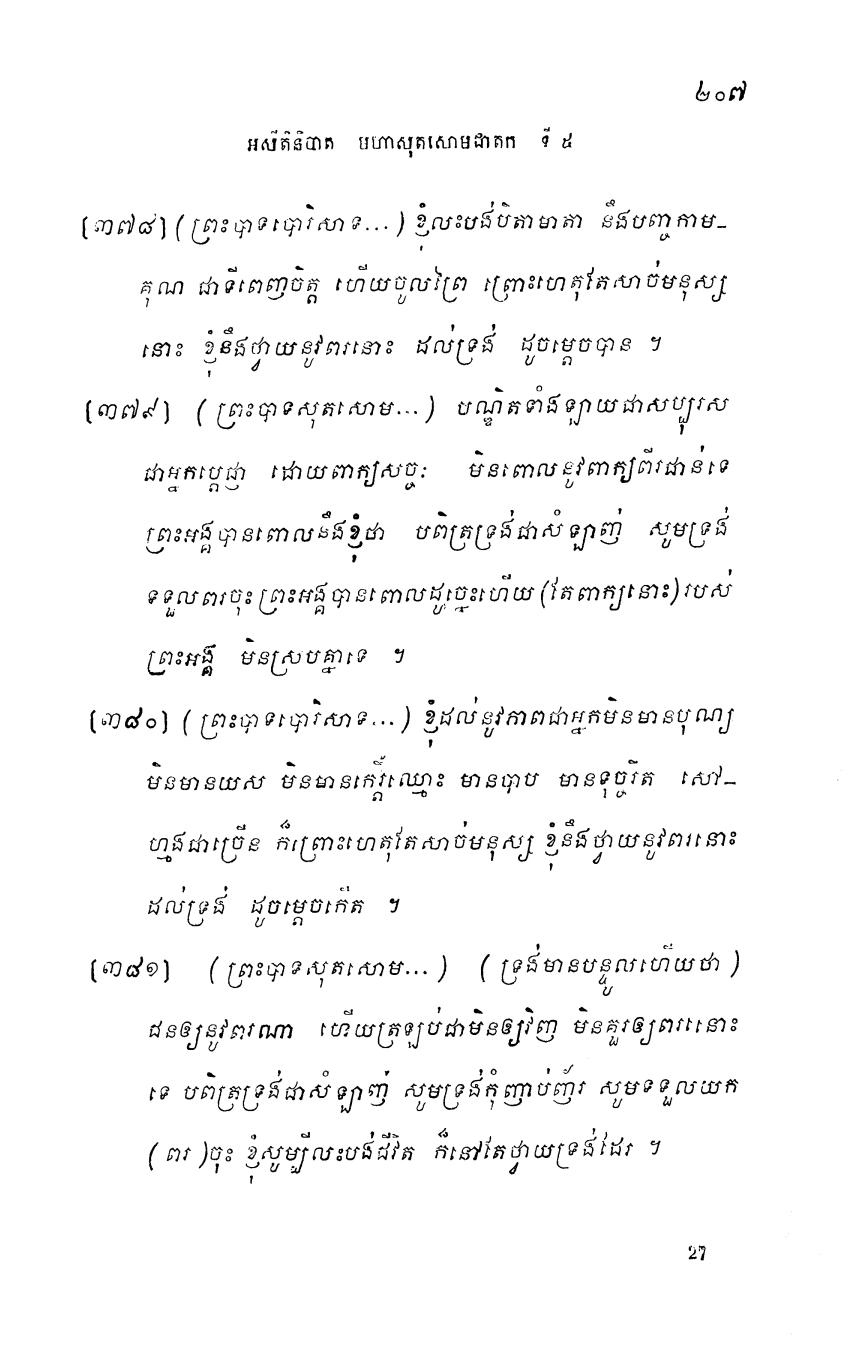 ២០៧
អសីតិនិបាត មហាសុតសោមជាតក ទី ៥
[៣៧៨] (ព្រះបាទបោរិសាទ...) ខ្ញុំលះបង់បិតាមាតា នឹងបញ្ចកាម-
គុណ ជាទីពេញចិត្ត ហើយចូលព្រៃ ព្រោះហេតុតែសាច់មនុស្ស
នោះ ខ្ញុំនឹងថ្វាយនូវពរនោះ ដល់ទ្រង់ ដូចម្តេចបាន ។
[៣៧៩] (ព្រះបាទសុតសោម...) បណ្ឌិតទាំងឡាយជាសប្បុរស
ជាអ្នកប្តេជ្ញា ដោយពាក្យសច្ចៈ មិនពោលនូវពាក្យពីរជាន់ទេ
ព្រះអង្គបានពោលនឹងខ្ញុំថា បពិត្រទ្រង់ជាសំឡាញ់ សូមទ្រង់
ទទួលពរចុះ ព្រះអង្គបានពោលដូច្នេះហើយ (តែពាក្យនោះ) របស់
ព្រះអង្គ មិនស្របគ្នាទេ ។
[៣៨០] (ព្រះបាទបោរិសាទ...) ខ្ញុំដល់នូវភាពជាអ្នកមិនមានបុណ្យ
មិនមានយស មិនមានកេរ្តិ៍ឈ្មោះ មានបាប មានទុច្ចរិត សៅ-
ហ្មងជាច្រើន ក៏ព្រោះហេតុតែសាច់មនុស្ស ខ្ញុំនឹងថ្វាយនូវពរនោះ
ដល់ទ្រង់ ដូចម្តេចកើត ។
[៣៨១] (ព្រះបាទសុតសោម...) (ទ្រង់មានបន្ទូលហើយថា)
ជនឲ្យនូវពរណា ហើយត្រឡប់ជាមិនឲ្យវិញ មិនគួរឲ្យពរនោះ
ទេ បពិត្រទ្រង់ជាសំឡាញ់ សូមទ្រង់កុំញាប់ញ័រ សូមទទួលយក
(ពរ)ចុះ ខ្ញុំសូម្បីលះបង់ជីវិត ក៏នៅតែថ្វាយទ្រង់ដែរ ។
27